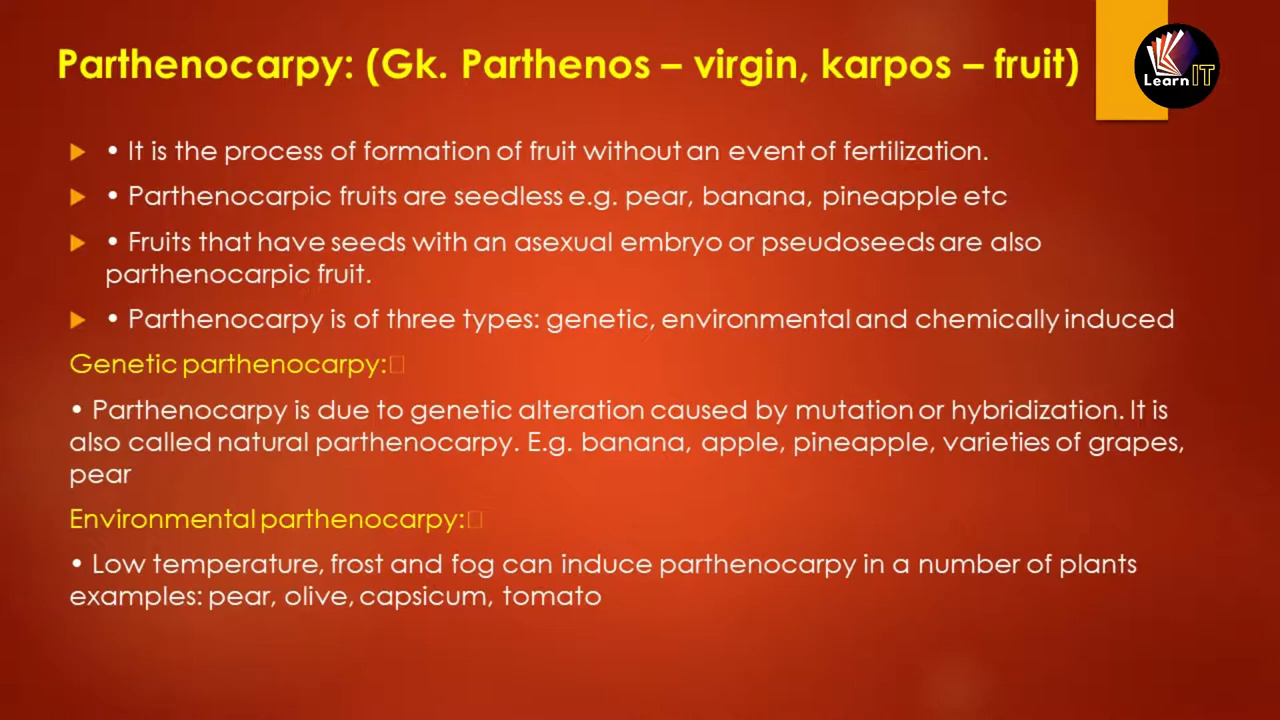 Parthenocarpy: (Gk. Parthenos – virgin, karpos – fruit)
Learn IT
• It is the process of formation of fruit without an event of fertilization.
• Parthenocarpic fruits are seedless e.g. pear, banana, pineapple etc
• Fruits that have seeds with an asexual embryo or pseudoseeds are also
parthenocarpic fruit.
• Parthenocarpy is of three types: genetic, environmental and chemically induced
Genetic parthenocarpy:
• Parthenocarpy is due to genetic alteration caused by mutation or hybridization. It is
also called natural parthenocarpy. E.g. banana, apple, pineapple, varieties of grapes,
pear
Environmental parthenocarpy:
• Low temperature, frost and fog can induce parthenocarpy in a number of plants
examples: pear, olive, capsicum, tomato